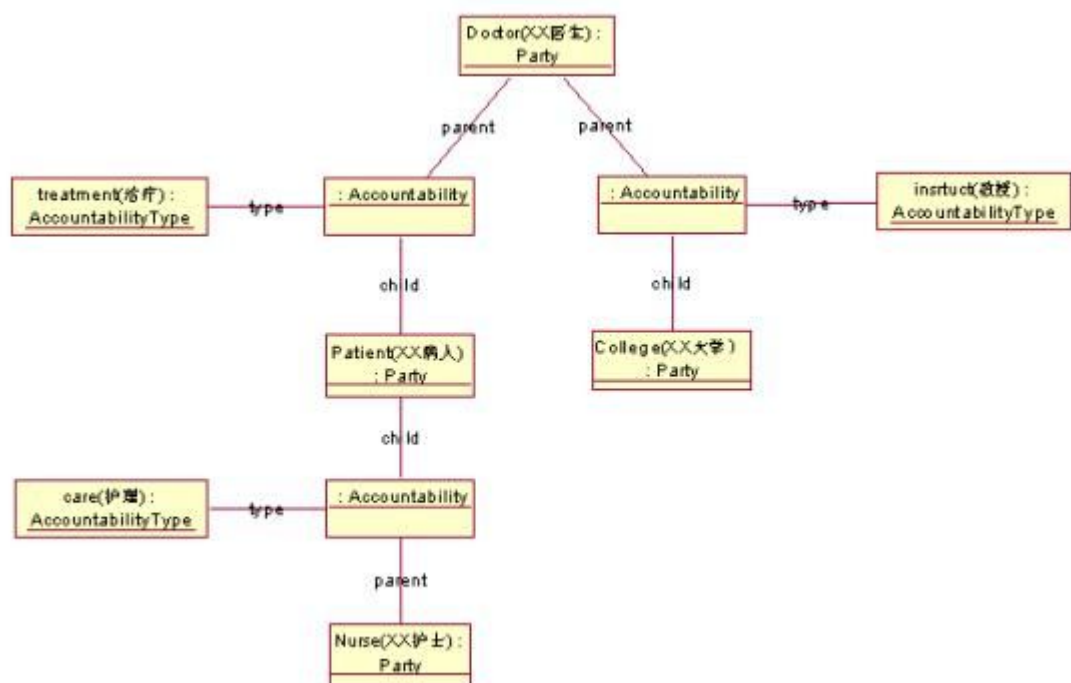 Doctor(XX医生) :
Party
parent
parent
treatment(治疗) :
AccountabilityType
type
: Accountability
: Accountability
type
insrtuct(教授) :
AccountabilityType
child
child
Patient(XX病人)
: Party
College(XX大学)
: Party
child
care(护理) :
AccountabilityType
type
: Accountability
parent
Nurse(XX护士) :
Party